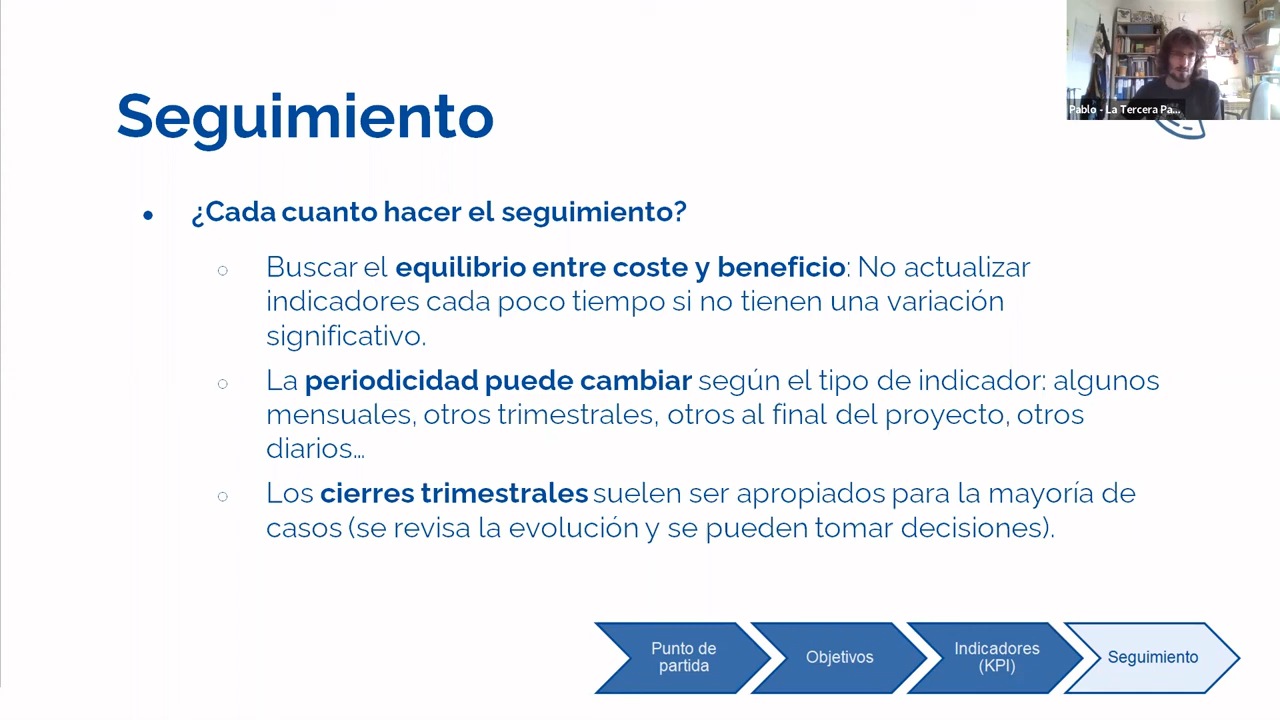 Seguimiento
Pablo - La Tercera Pa...
• ¿Cada cuanto hacer el seguimiento?
○ Buscar el equilibrio entre coste y beneficio: No actualizar
indicadores cada poco tiempo si no tienen una variación
significativo.
○ La periodicidad puede cambiar según el tipo de indicador: algunos
mensuales, otros trimestrales, otros al final del proyecto, otros
diarios...
○ Los cierres trimestrales suelen ser apropiados para la mayoría de
casos (se revisa la evolución y se pueden tomar decisiones).
Punto de
partida
Objetivos
Indicadores
(KPI)
Seguimiento